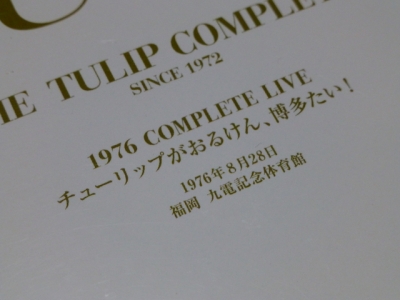 THE TULIP COMPLETE
SINCE 1972
1976 COMPLETE LIVE
チューリップがおるけん、博多たい!
1976年8月28日
福岡 九電記念体育館